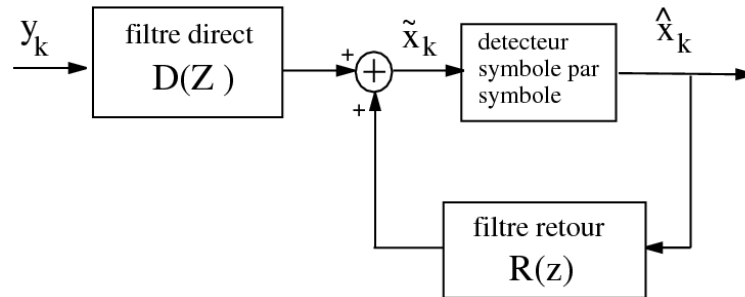 y_k
filtre direct
D(Z )
+
+
+
x̃_k
detecteur
symbole par
symbole
x̂_k
filtre retour
R(z)